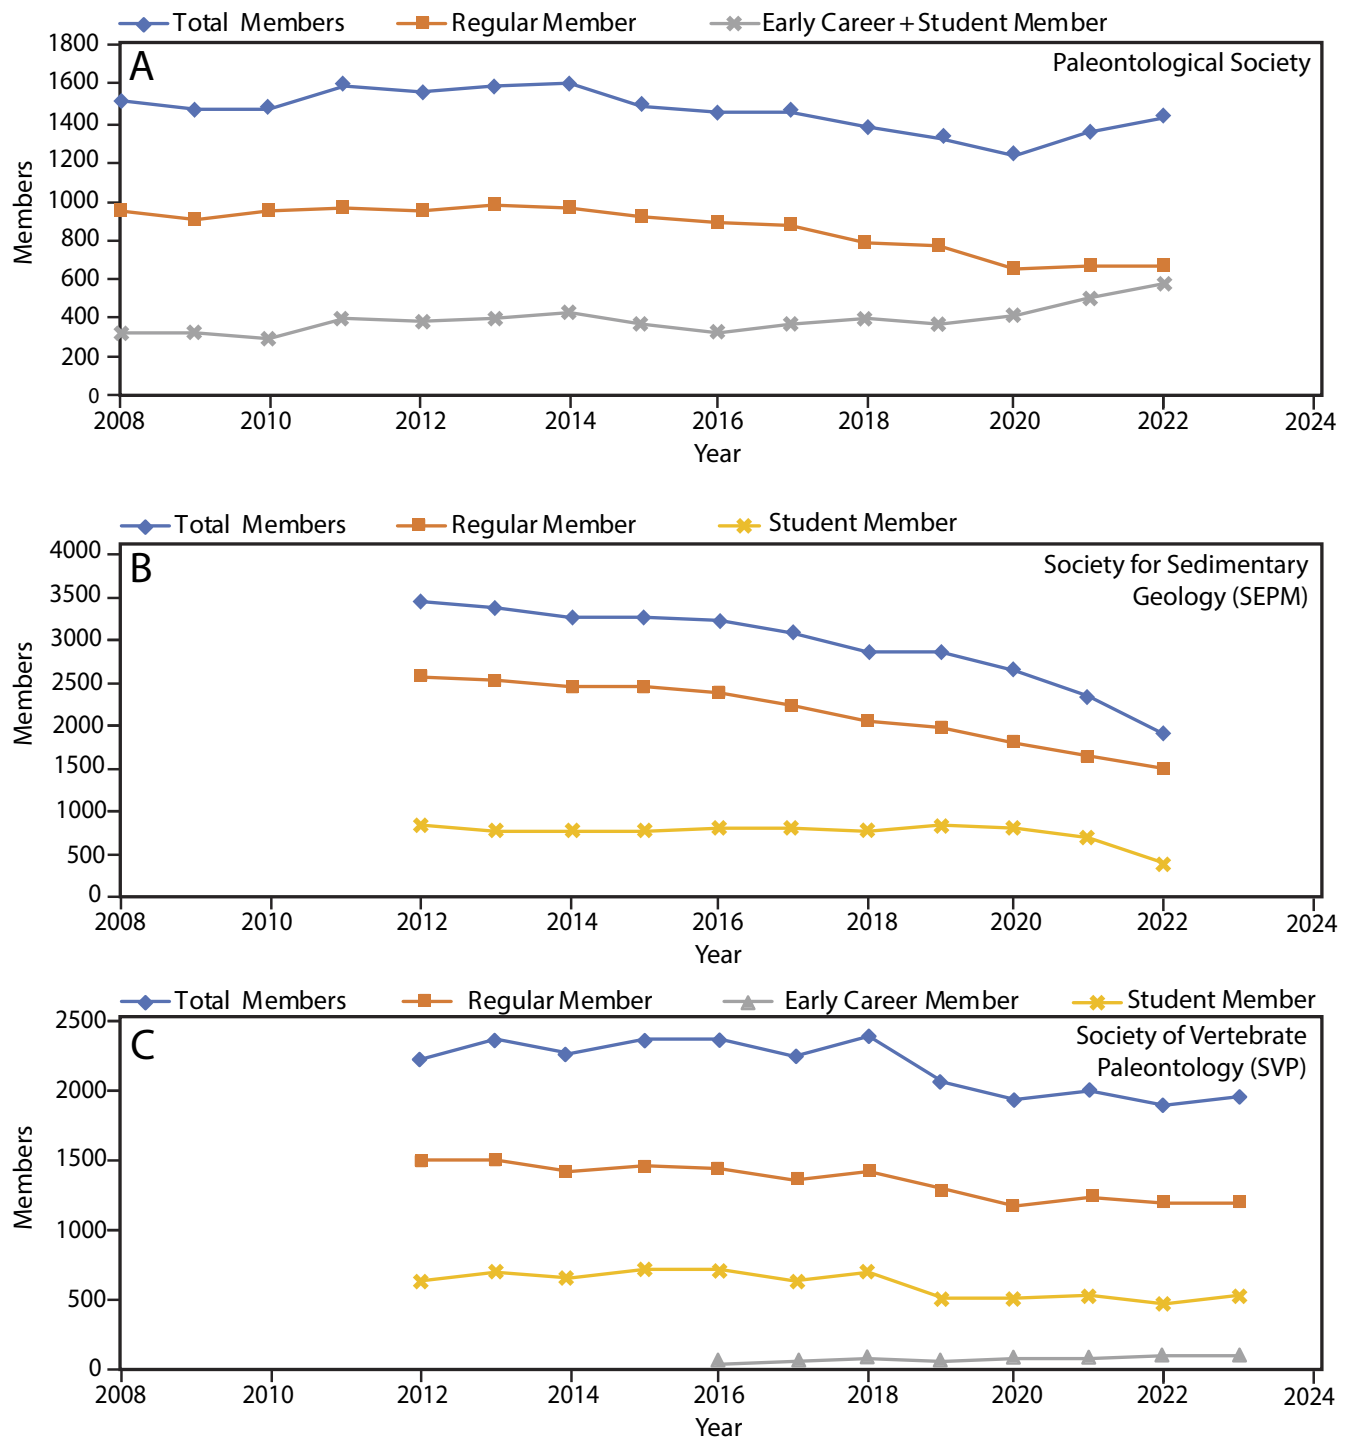 Total Members Regular Member Early Career + Student Member
A
Paleontological Society
1800
1600
1400
1200
1000
800
600
400
200
0
Members
2008 2010 2012 2014 2016 2018 2020 2022 2024
Year
Total Members Regular Member Student Member
B
Society for Sedimentary
Geology (SEPM)
4000
3500
3000
2500
2000
1500
1000
500
0
Members
2008 2010 2012 2014 2016 2018 2020 2022 2024
Year
Total Members Regular Member Early Career Member Student Member
C
Society of Vertebrate
Paleontology (SVP)
2500
2000
1500
1000
500
0
Members
2008 2010 2012 2014 2016 2018 2020 2022 2024
Year